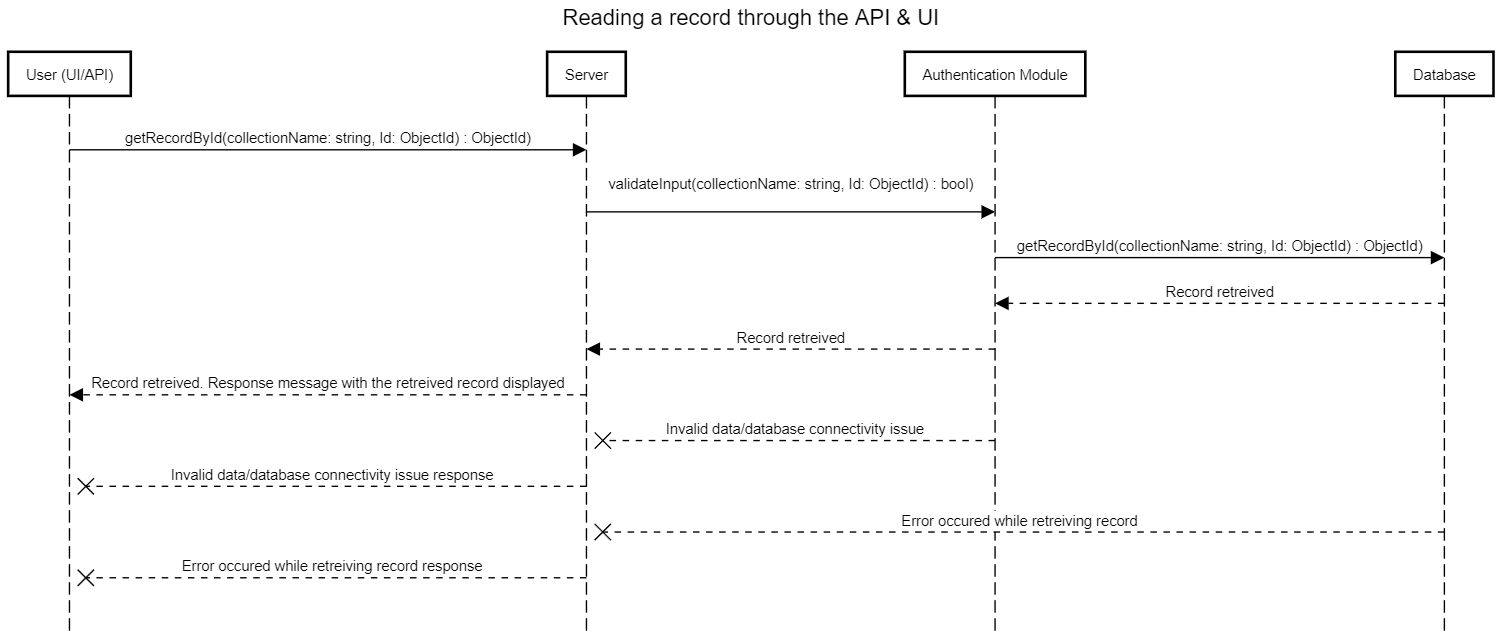 Reading a record through the API & UI
User (UI/API)
Server
Authentication Module
Database
getRecordById(collectionName: string, Id: ObjectId) : ObjectId)
validateInput(collectionName: string, Id: ObjectId) : bool)
getRecordById(collectionName: string, Id: ObjectId) : ObjectId)
Record retreived
Record retreived
Record retreived. Response message with the retreived record displayed
Invalid data/database connectivity issue
Invalid data/database connectivity issue response
Error occured while retreiving record
Error occured while retreiving record response